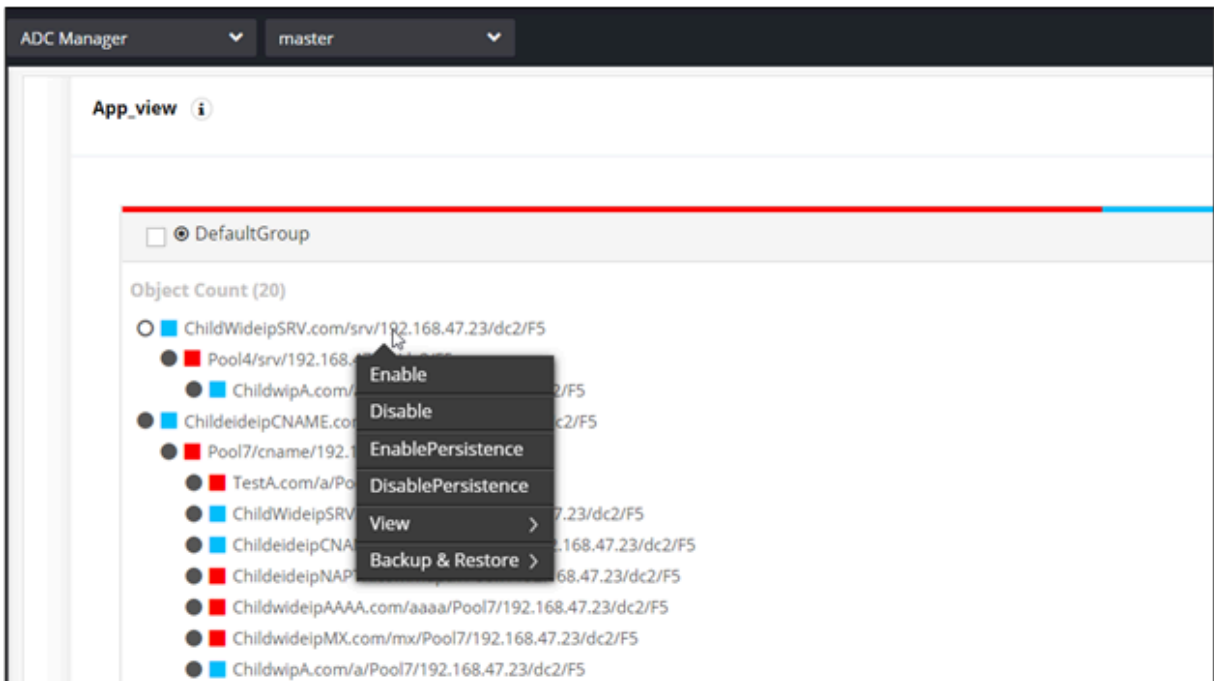 ADC Manager
master
App_view i
DefaultGroup
Object Count (20)
ChildWideipSRV.com/srv/192.168.47.23/dc2/F5
Pool4/srv/192.168.
ChildwipA.com/ 2/F5
ChildeideipCNAME.com c2/F5
Pool7/cname/192.1
TestA.com/a/Po
ChildWideipSRV 7.23/dc2/F5
ChildeideipCNA .168.47.23/dc2/F5
ChildeideipNAP 68.47.23/dc2/F5
ChildwideipAAAA.com/aaaa/Pool7/192.168.47.23/dc2/F5
ChildwideipMX.com/mx/Pool7/192.168.47.23/dc2/F5
ChildwipA.com/a/Pool7/192.168.47.23/dc2/F5
Enable
Disable
EnablePersistence
DisablePersistence
View
Backup & Restore